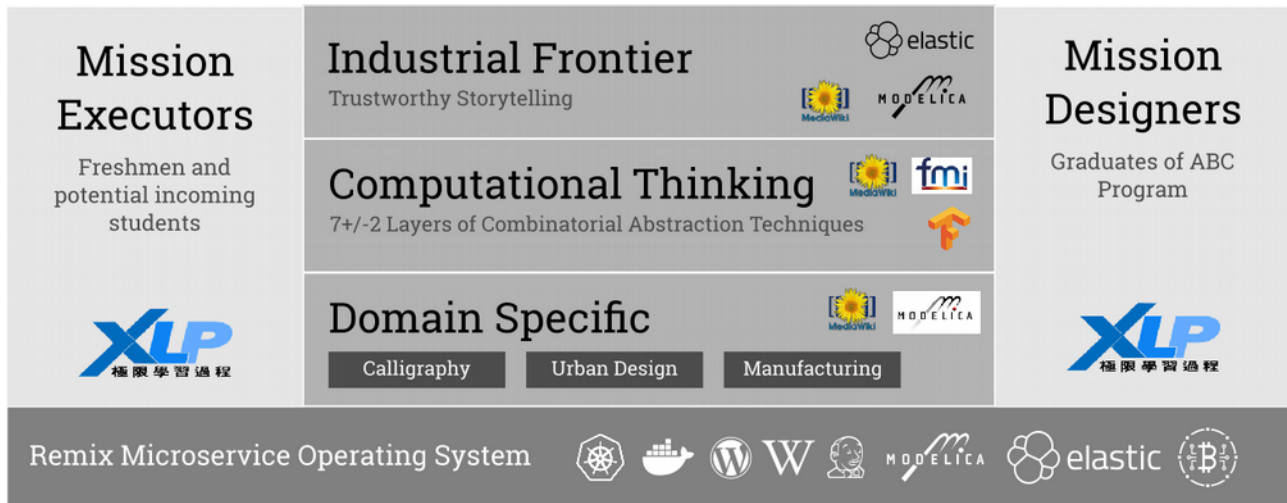 Mission
Executors
Freshmen and
potential incoming
students
XLP
極限學習過程
Industrial Frontier
Trustworthy Storytelling
elastic
MediaWiki
MODELICA
Computational Thinking
7+/-2 Layers of Combinatorial Abstraction Techniques
MediaWiki
fmi
Domain Specific
MediaWiki
MODELICA
Calligraphy
Urban Design
Manufacturing
Mission
Designers
Graduates of ABC
Program
XLP
極限學習過程
Remix Microservice Operating System
W
W
MODELICA
elastic
B